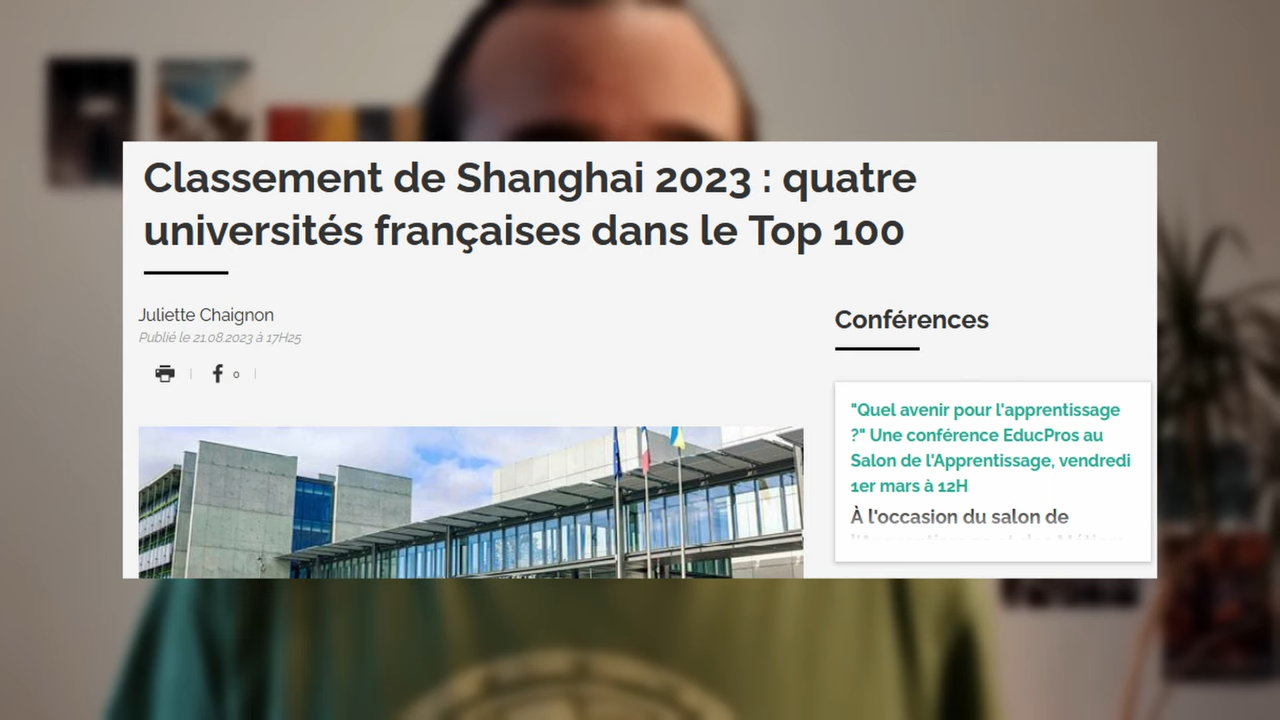 Classement de Shanghai 2023 : quatre
universités françaises dans le Top 100
Juliette Chaignon
Publié le 21.08.2023 à 17H25
0
Conférences
"Quel avenir pour l'apprentissage
?" Une conférence EducPros au
Salon de l'Apprentissage, vendredi
1er mars à 12H
À l'occasion du salon de